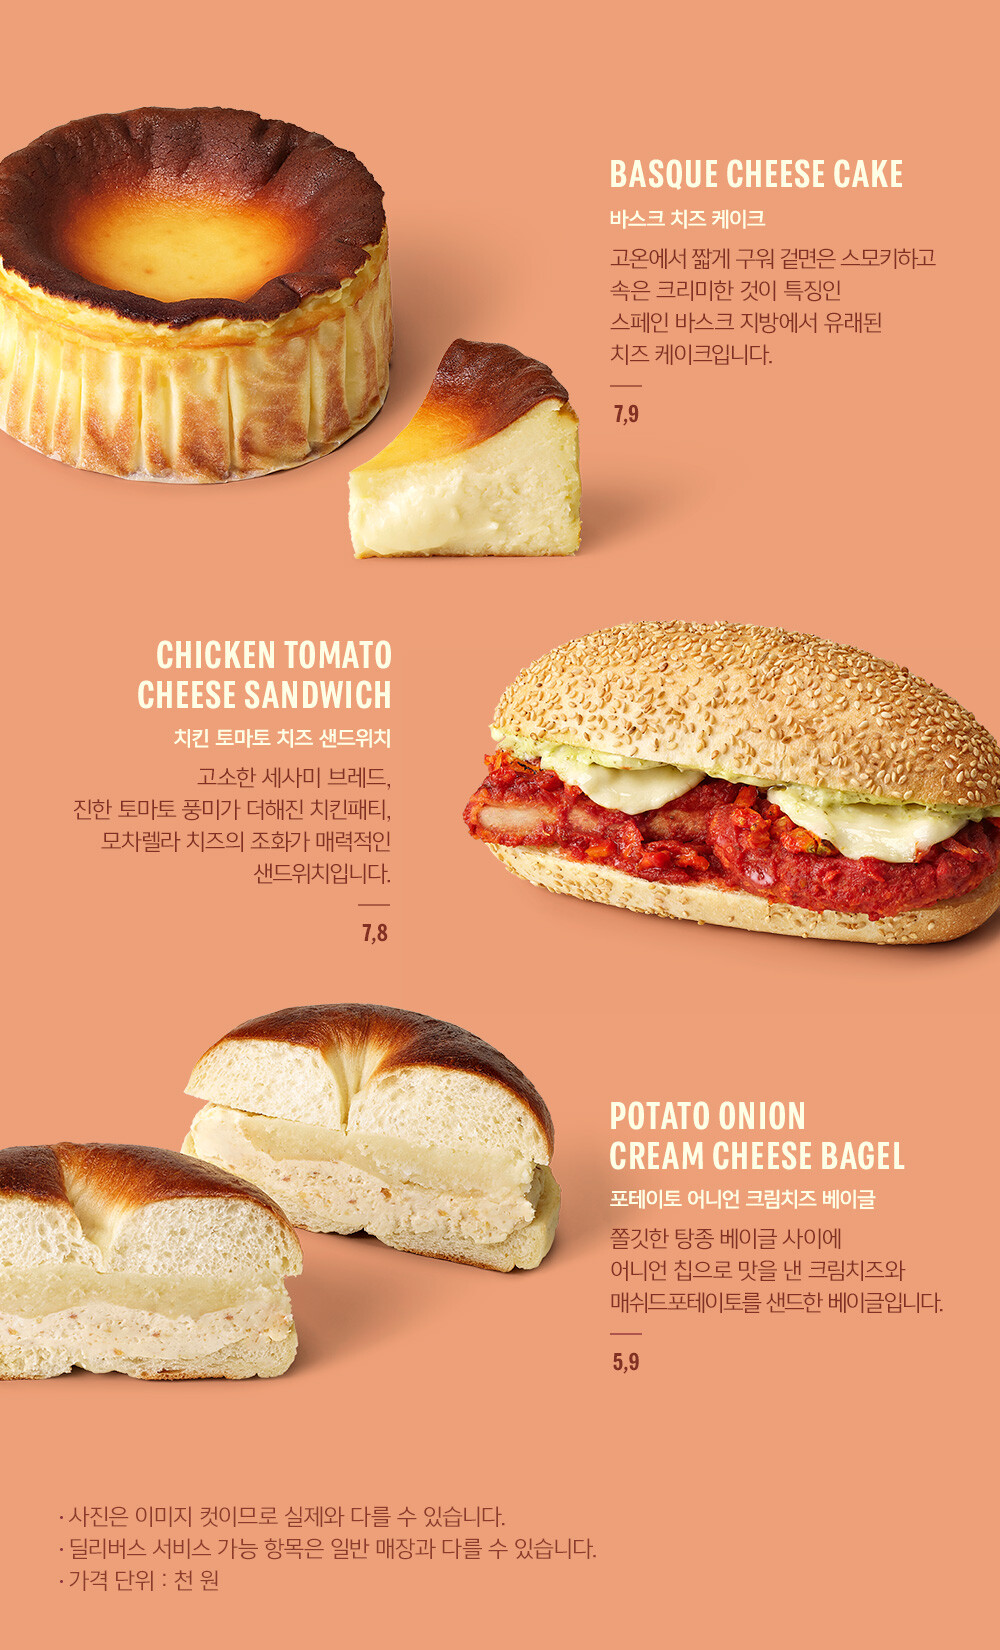 BASQUE CHEESE CAKE
바스크 치즈 케이크
고온에서 짧게 구워 겉면은 스모키하고
속은 크리미한 것이 특징인
스페인 바스크 지방에서 유래된
치즈 케이크입니다.
7,9
CHICKEN TOMATO
CHEESE SANDWICH
치킨 토마토 치즈 샌드위치
고소한 세사미 브레드,
진한 토마토 풍미가 더해진 치킨패티,
모차렐라 치즈의 조화가 매력적인
샌드위치입니다.
7,8
POTATO ONION
CREAM CHEESE BAGEL
포테이토 어니언 크림치즈 베이글
쫄깃한 탕종 베이글 사이에
어니언 칩으로 맛을 낸 크림치즈와
매쉬드포테이토를 샌드한 베이글입니다.
5,9
· 사진은 이미지 컷이므로 실제와 다를 수 있습니다.
· 딜리버스 서비스 가능 항목은 일반 매장과 다를 수 있습니다.
· 가격 단위 : 천 원